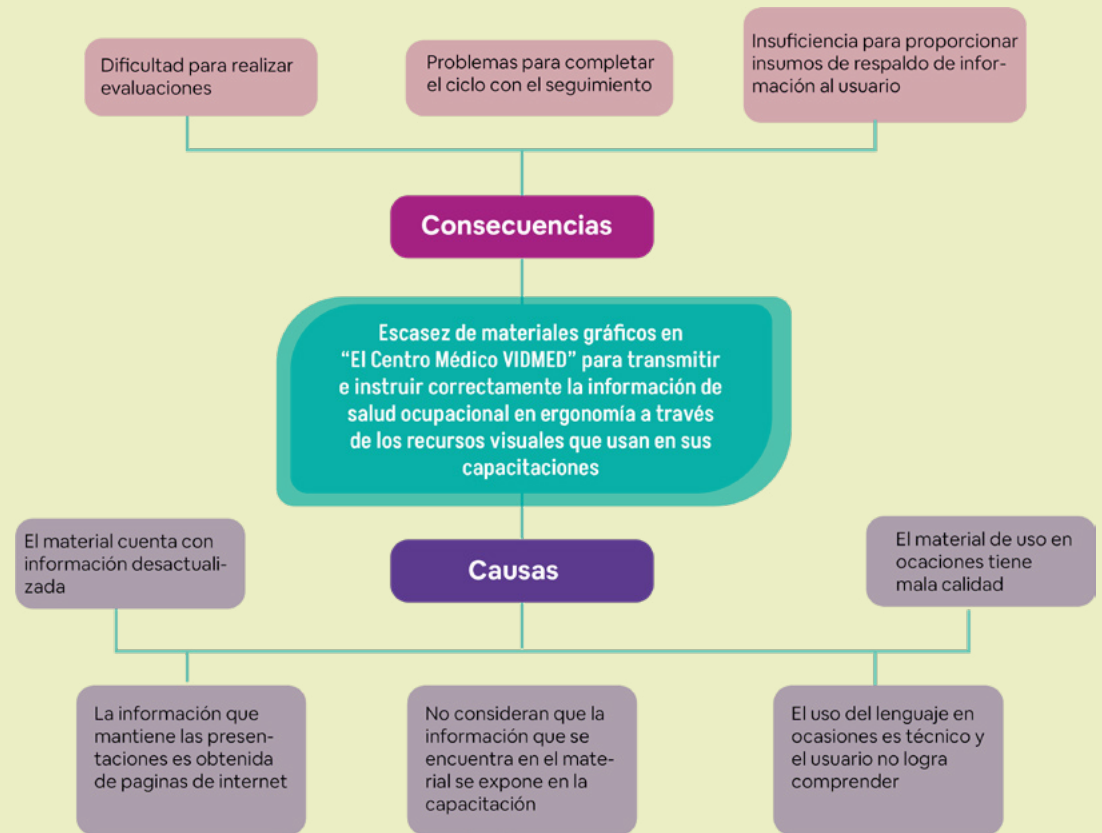 Dificultad para realizar
evaluaciones
Problemas para completar
el ciclo con el seguimiento
Insuficiencia para proporcionar
insumos de respaldo de infor-
mación al usuario
Consecuencias
Escasez de materiales gráficos en
“El Centro Médico VIDMED” para transmitir
e instruir correctamente la información de
salud ocupacional en ergonomía a través
de los recursos visuales que usan en sus
capacitaciones
El material cuenta con
información desactuali-
zada
Causas
El material de uso en
ocaciones tiene
mala calidad
La información que
mantiene las presen-
taciones es obtenida
de paginas de internet
No consideran que la
información que se
encuentra en el mate-
rial se expone en la
capacitación
El uso del lenguaje en
ocasiones es técnico y
el usuario no logra
comprender